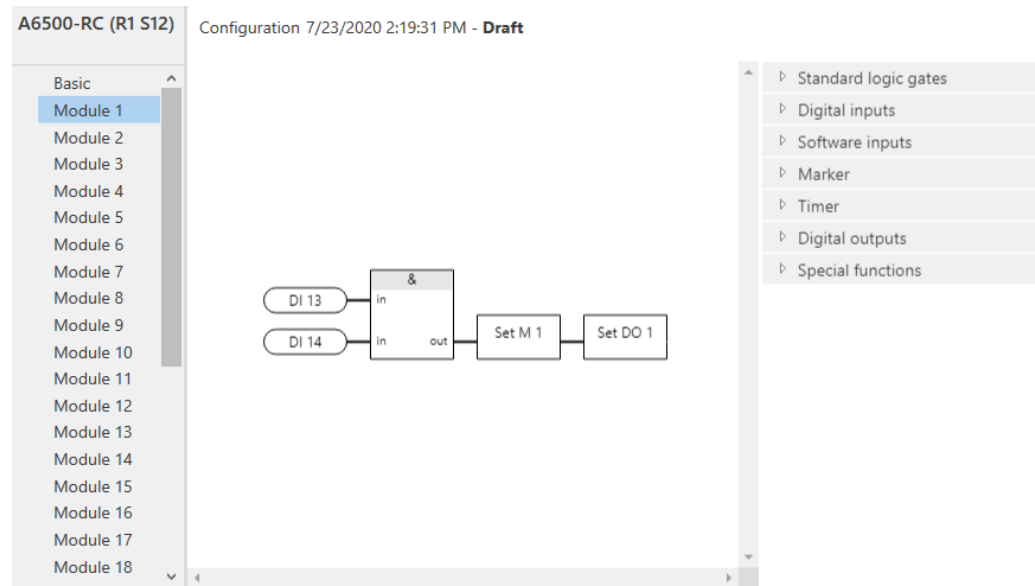 A6500-RC (R1 S12)
Configuration 7/23/2020 2:19:31 PM - Draft
Basic
Module 1
Module 2
Module 3
Module 4
Module 5
Module 6
Module 7
Module 8
Module 9
Module 10
Module 11
Module 12
Module 13
Module 14
Module 15
Module 16
Module 17
Module 18
&
DI 13
in
DI 14
in
out
Set M 1
Set DO 1
Standard logic gates
Digital inputs
Software inputs
Marker
Timer
Digital outputs
Special functions